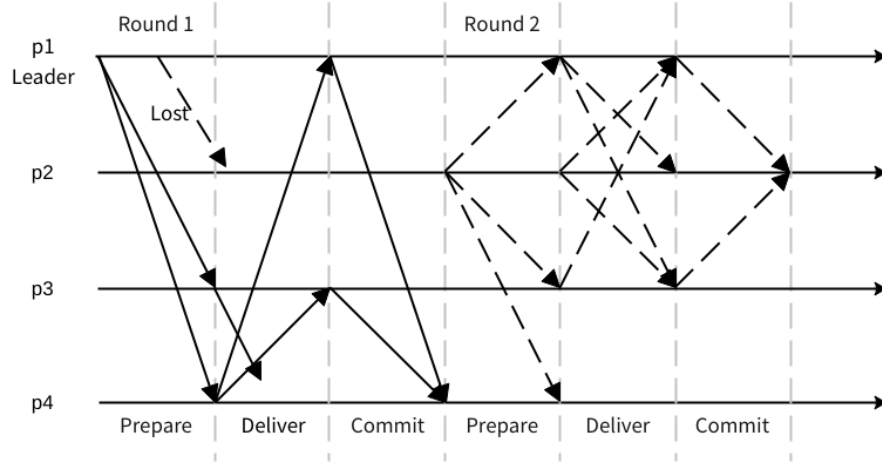 Round 1
Round 2
p1
Leader
Lost
p2
p3
p4
Prepare
Deliver
Commit
Prepare
Deliver
Commit